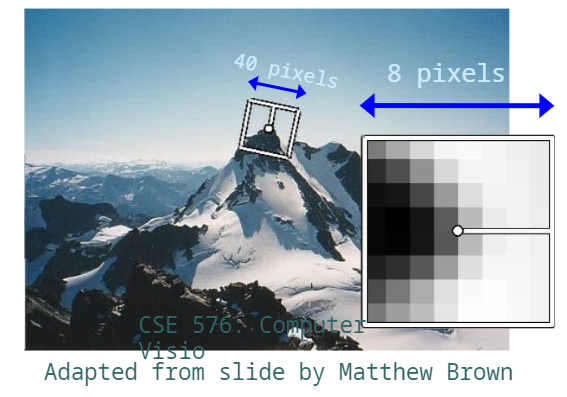 40 pixels
8 pixels
CSE 576: Computer
Visio
Adapted from slide by Matthew Brown